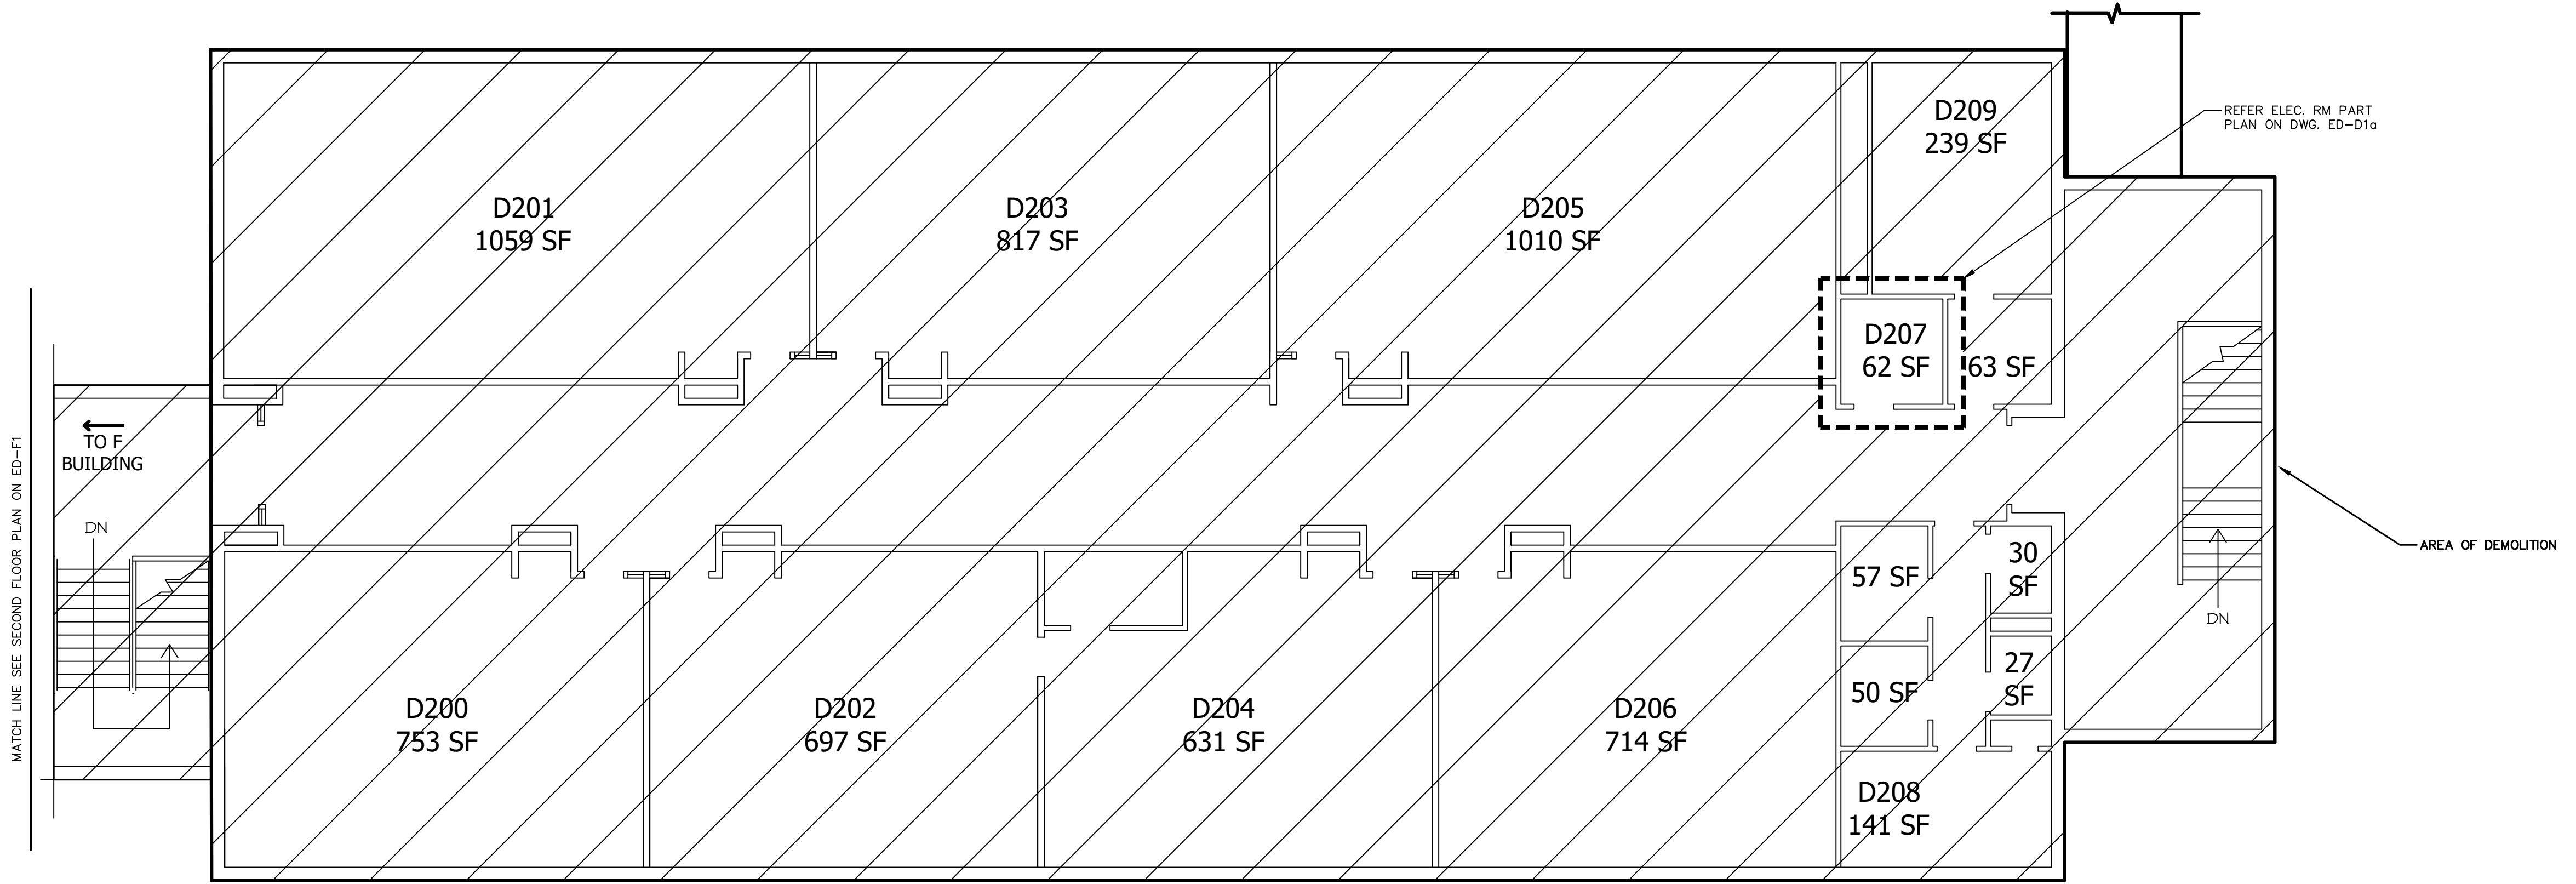 D209
239 SF
REFER ELEC. RM PART
PLAN ON DWG. ED-D1a
D201
1059 SF
D203
817 SF
D205
1010 SF
D207
62 SF
63 SF
TO F
BUILDING
MATCH LINE SEE SECOND FLOOR PLAN ON ED-F1
DN
AREA OF DEMOLITION
57 SF
30
SF
DN
50 SF
27
SF
D200
753 SF
D202
697 SF
D204
631 SF
D206
714 SF
D208
141 SF